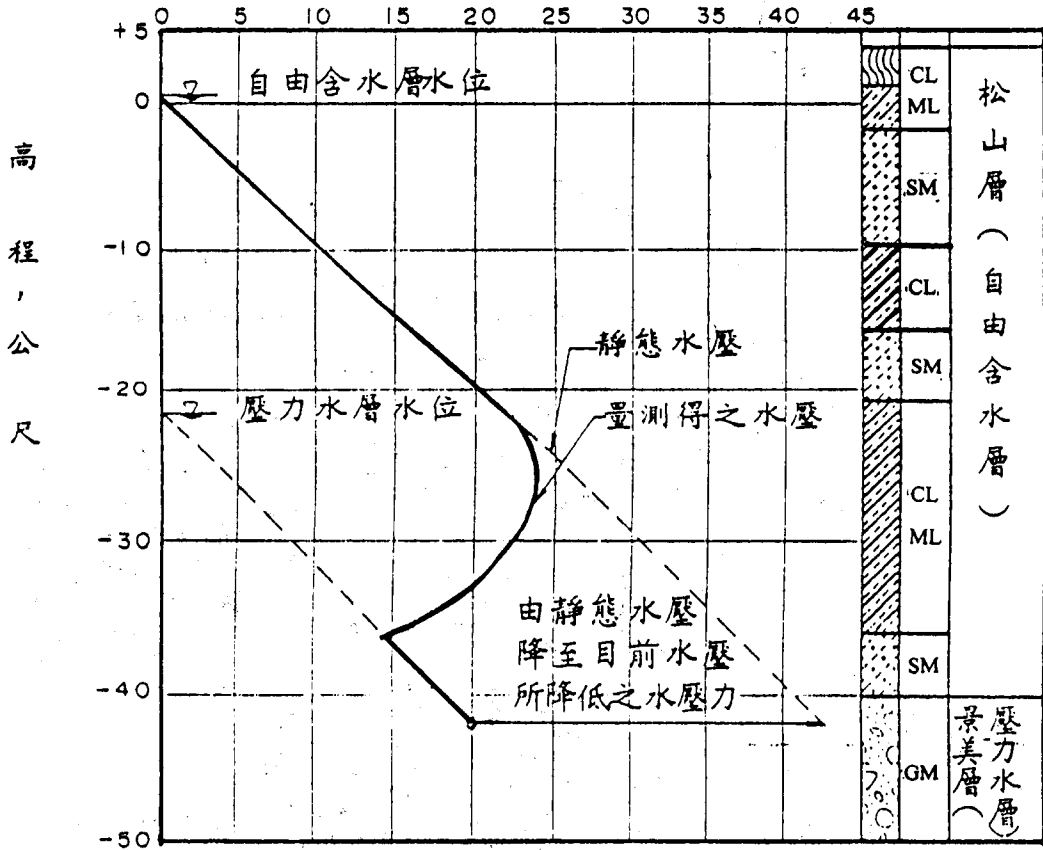 0 5 10 15 20 25 30 35 40 45
+5
0
-10
-20
-30
-40
-50
高程，公尺
自由含水層水位
靜態水壓
壓力水層水位
量測得之水壓
由靜態水壓
降至目前水壓
所降低之水壓力
CL
ML
SM
CL
SM
CL
ML
SM
GM
松山層（自由含水層）
景美層（壓力水層）